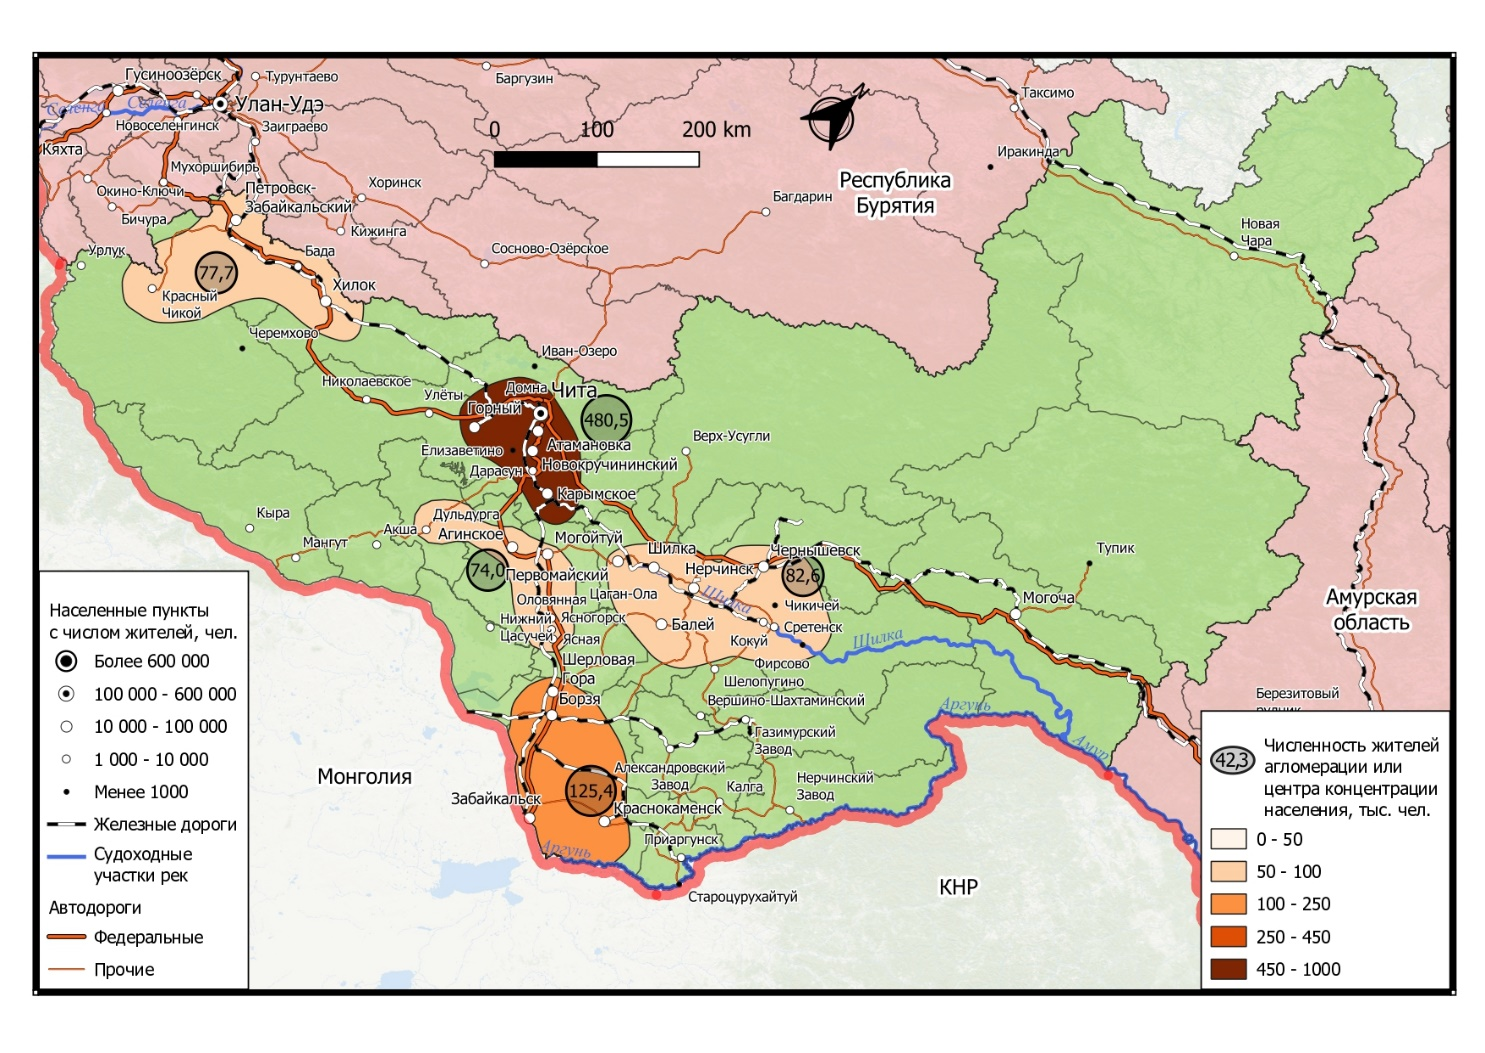 Гусиноозёрск
Турунтаево
Баргузин
Таксимо
Селенга
Селенга
Улан-Удэ
Новоселенгинск
Заиграево
0 100 200 km
N
Кяхта
Иракинда
Мухоршибирь
Окино-Ключи
Петровск-
Забайкальский
Хоринск
Республика
Бурятия
Багдарин
Бичура
Кижинга
Новая
Чара
Урлук
Бада
Сосново-Озёрское
77,7
Хилок
Красный
Чикой
Черемхово
Иван-Озеро
Николаевское
Улёты
Домна
Чита
Горный
480,5
Верх-Усугли
Елизаветино
Атамановка
Дарасун
Новокручининский
Карымское
Кыра
Дульдурга
Акша
Агинское
Могойтуй
Мангут
Шилка
Чернышевск
Тупик
74,0
Первомайский
Нерчинск
82,6
Оловянная
Цаган-Ола
Шилка
Чикичей
Могоча
Амурская
область
Нижний
Цасучей
Ясногорск
Балей
Сретенск
Ясная
Кокуй
Шилка
Шерловая
Гора
Фирсово
Шелопугино
Борзя
Вершино-Шахтаминский
Аргунь
Березитовый
рудник
Газимурский
Завод
Амур
Монголия
Александровский
Завод
Калга
Нерчинский
Завод
Забайкальск
125,4
Краснокаменск
Приаргунск
Аргунь
Староцурухайтуй
КНР
Населенные пункты
с числом жителей, чел.
Более 600 000
100 000 - 600 000
10 000 - 100 000
1 000 - 10 000
Менее 1000
Железные дороги
Судоходные
участки рек
Автодороги
Федеральные
Прочие
42,3
Численность жителей
агломерации или
центра концентрации
населения, тыс. чел.
0 - 50
50 - 100
100 - 250
250 - 450
450 - 1000